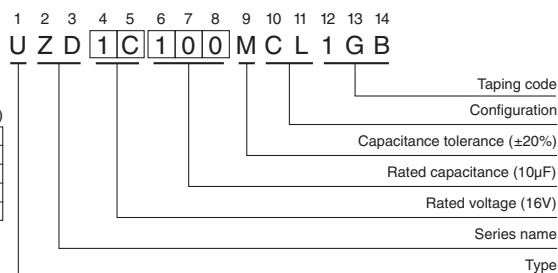 1 2 3 4 5 6 7 8 9 10 11 12 13 14
U Z D 1 C 1 0 0 M C L 1 G B
Taping code
)
Configuration
Capacitance tolerance (±20%)
Rated capacitance (10µF)
Rated voltage (16V)
Series name
Type